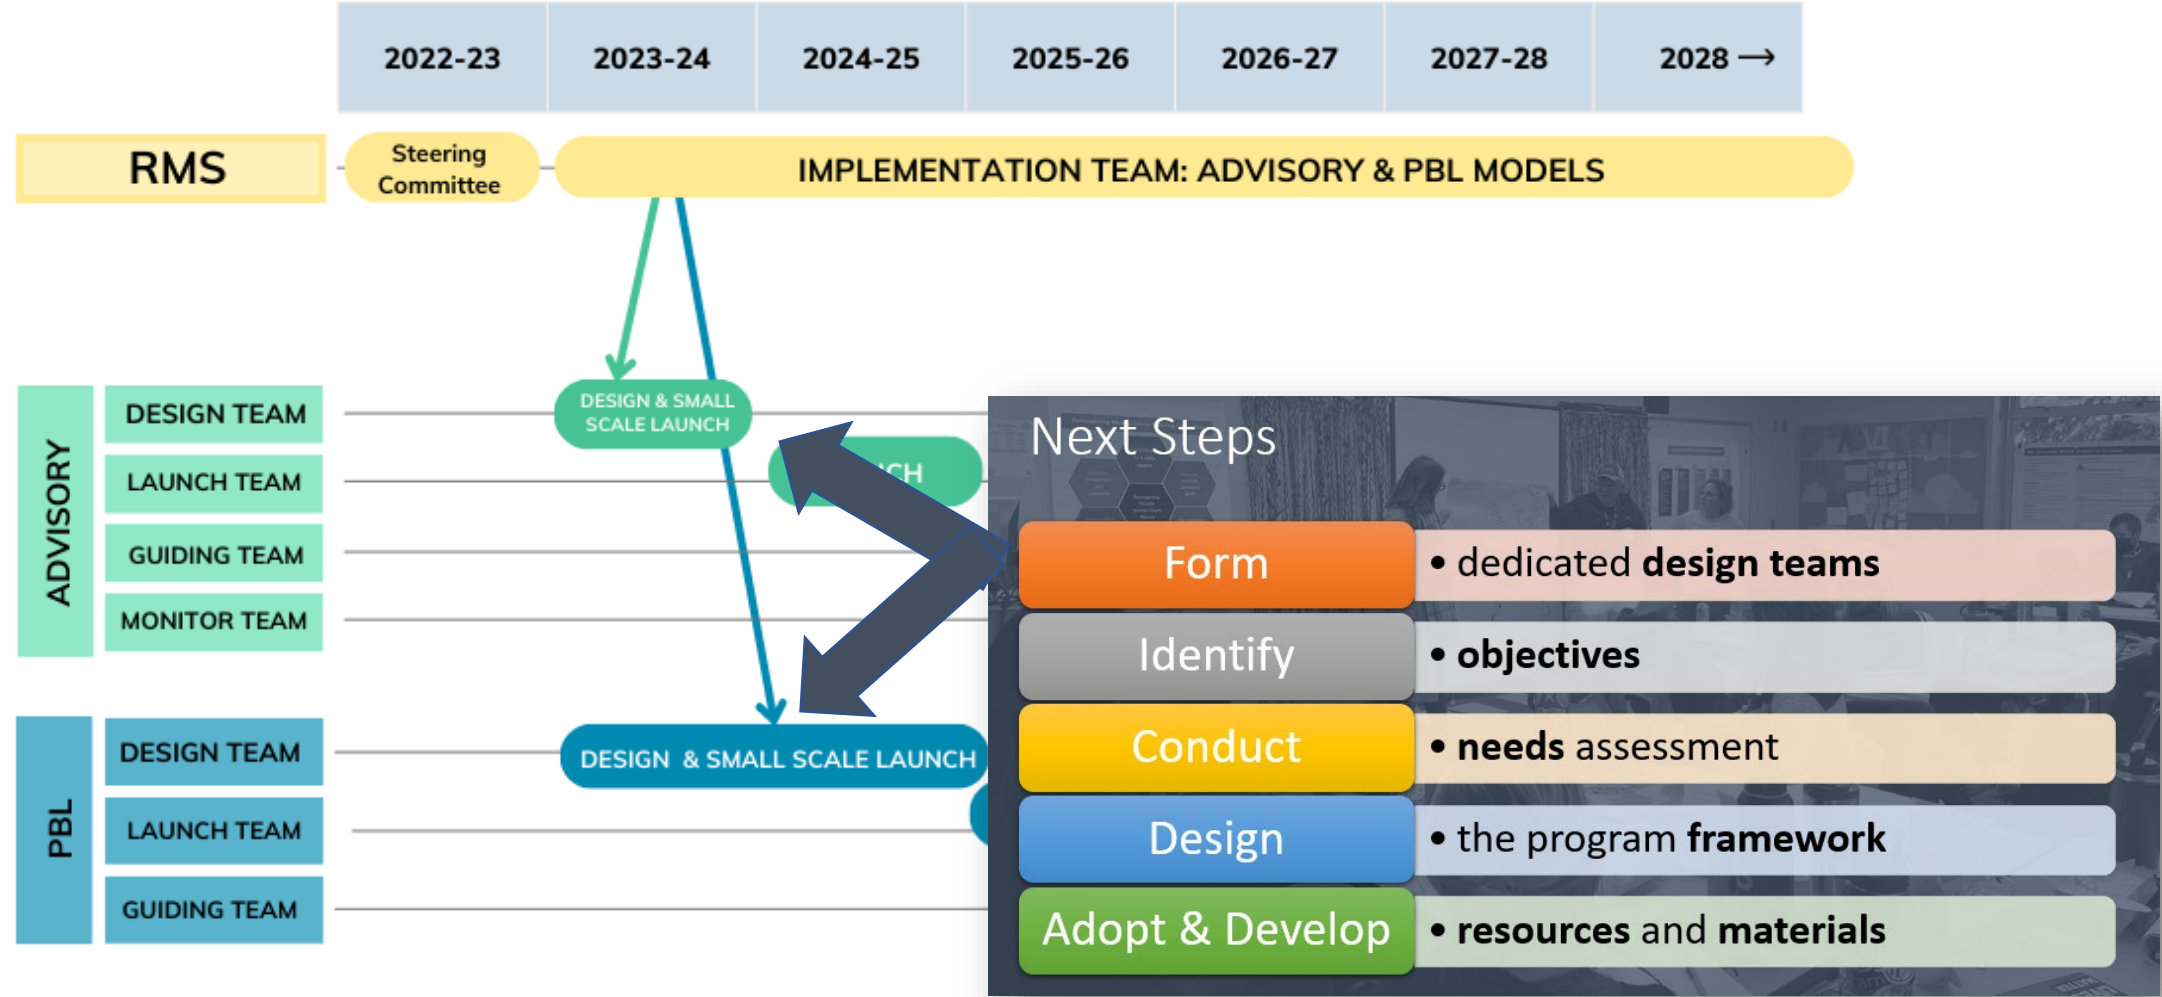 2022-23 2023-24 2024-25 2025-26 2026-27 2027-28 2028 →
RMS
Steering
Committee
IMPLEMENTATION TEAM: ADVISORY & PBL MODELS
ADVISORY
DESIGN TEAM
DESIGN & SMALL
SCALE LAUNCH
LAUNCH TEAM
GUIDING TEAM
MONITOR TEAM
PBL
DESIGN TEAM
DESIGN & SMALL SCALE LAUNCH
LAUNCH TEAM
GUIDING TEAM
Next Steps
Form
• dedicated design teams
Identify
• objectives
Conduct
• needs assessment
Design
• the program framework
Adopt & Develop
• resources and materials